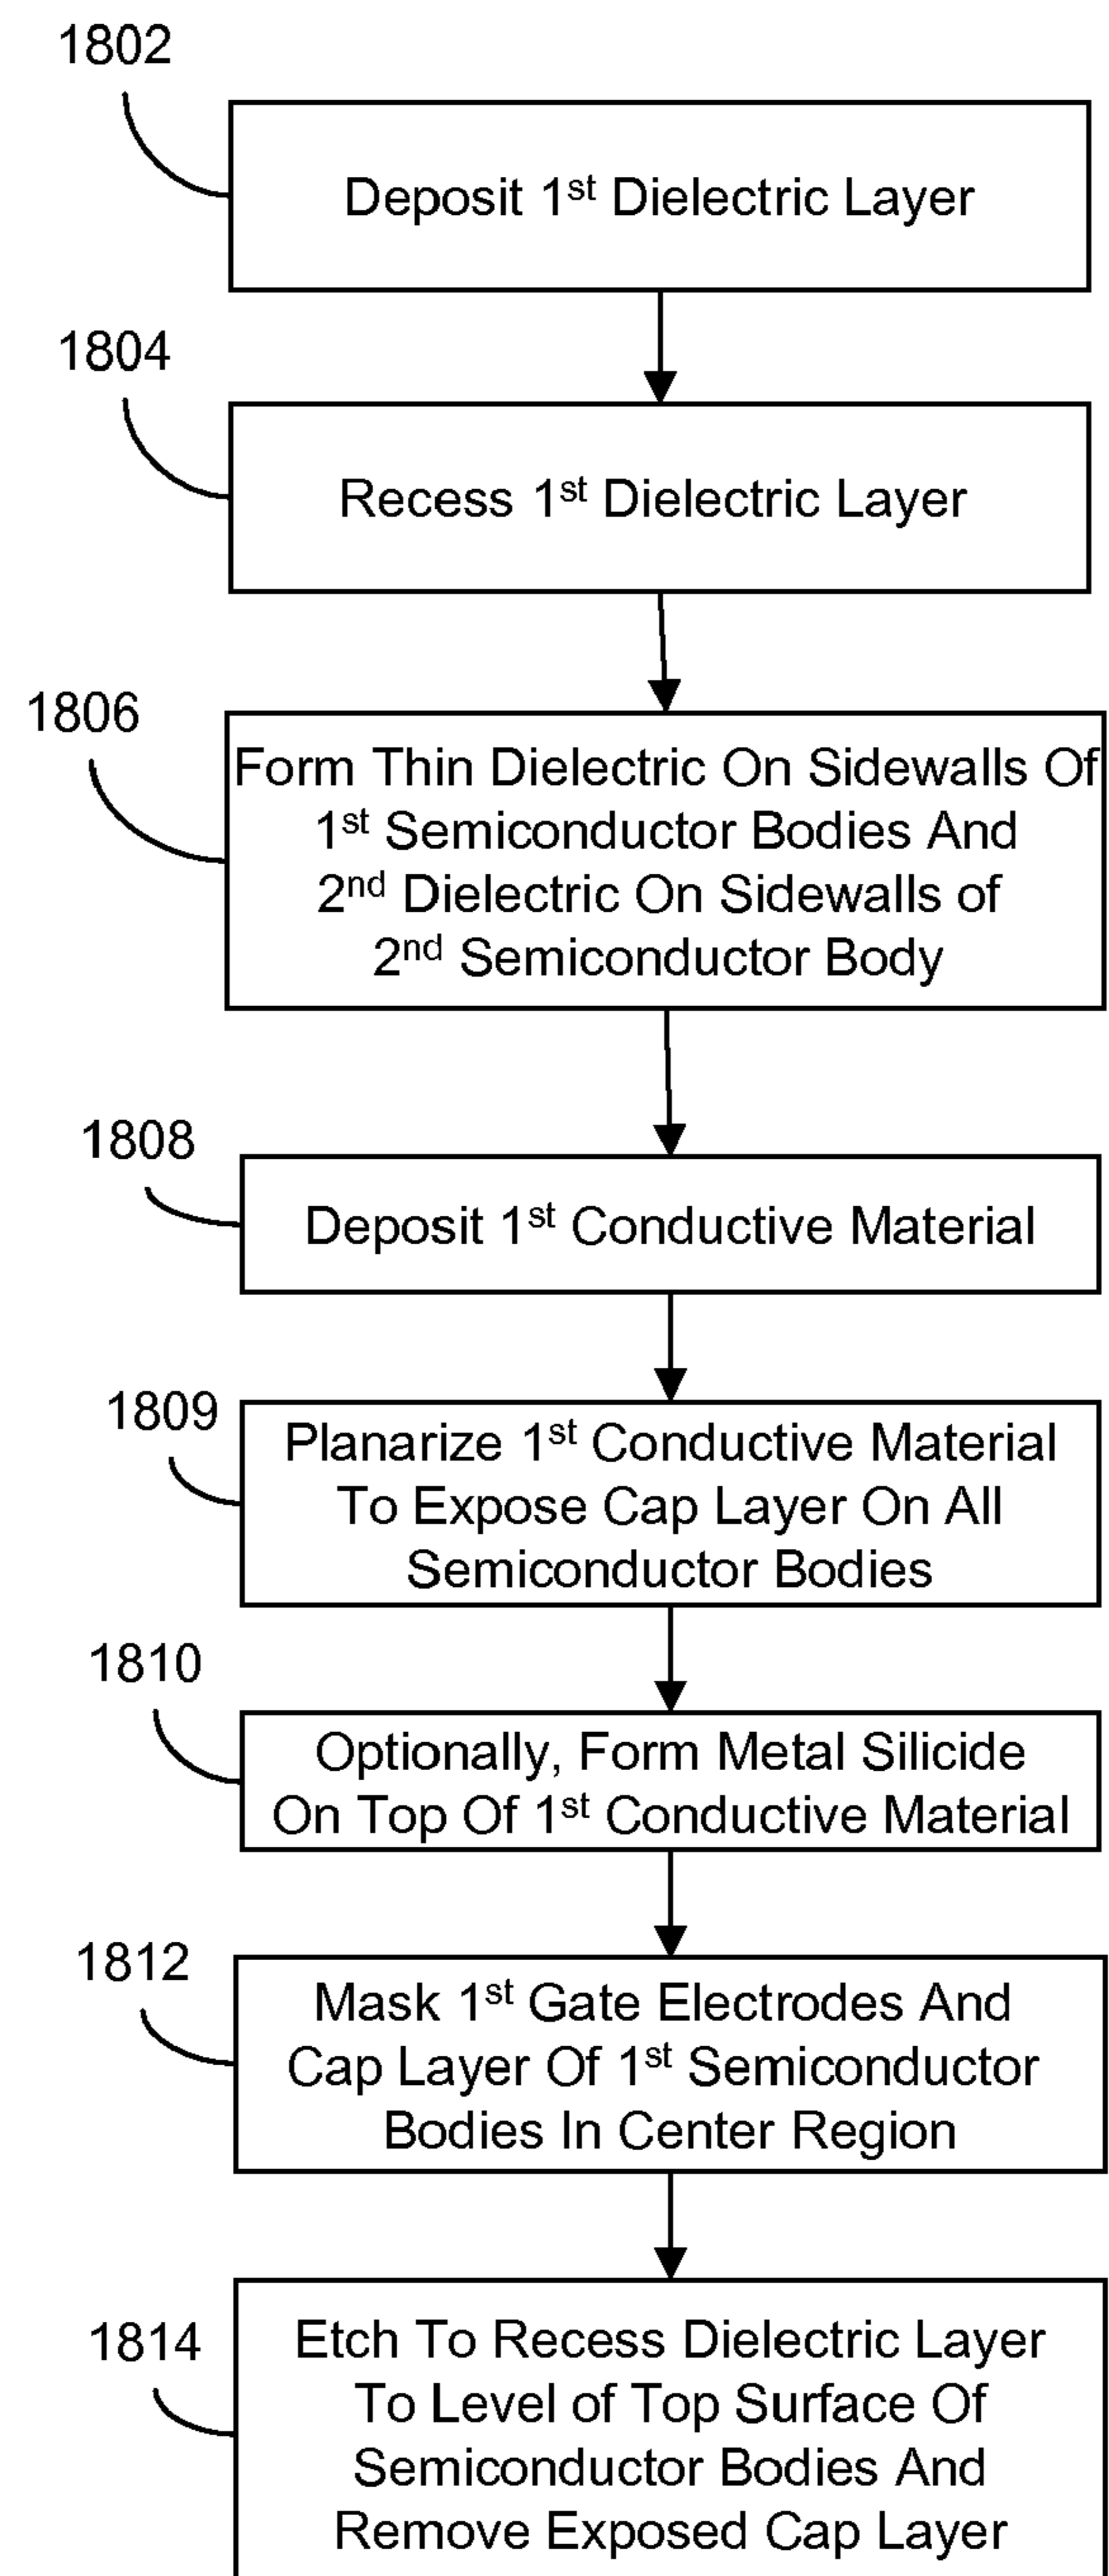 1802
Deposit 1st Dielectric Layer
1804
Recess 1st Dielectric Layer
1806
Form Thin Dielectric On Sidewalls Of
1st Semiconductor Bodies And
2nd Dielectric On Sidewalls of
2nd Semiconductor Body
1808
Deposit 1st Conductive Material
1809
Planarize 1st Conductive Material
To Expose Cap Layer On All
Semiconductor Bodies
1810
Optionally, Form Metal Silicide
On Top Of 1st Conductive Material
1812
Mask 1st Gate Electrodes And
Cap Layer Of 1st Semiconductor
Bodies In Center Region
1814
Etch To Recess Dielectric Layer
To Level of Top Surface Of
Semiconductor Bodies And
Remove Exposed Cap Layer